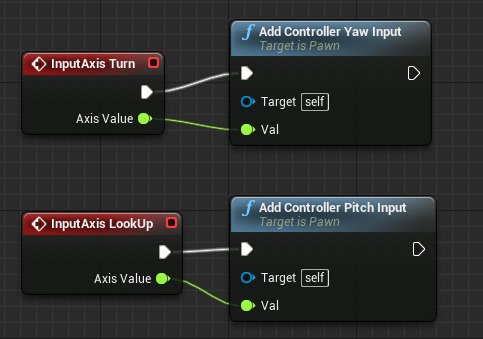 InputAxis Turn
Axis Value
f Add Controller Yaw Input
Target is Pawn
Target self
Val
InputAxis LookUp
Axis Value
f Add Controller Pitch Input
Target is Pawn
Target self
Val